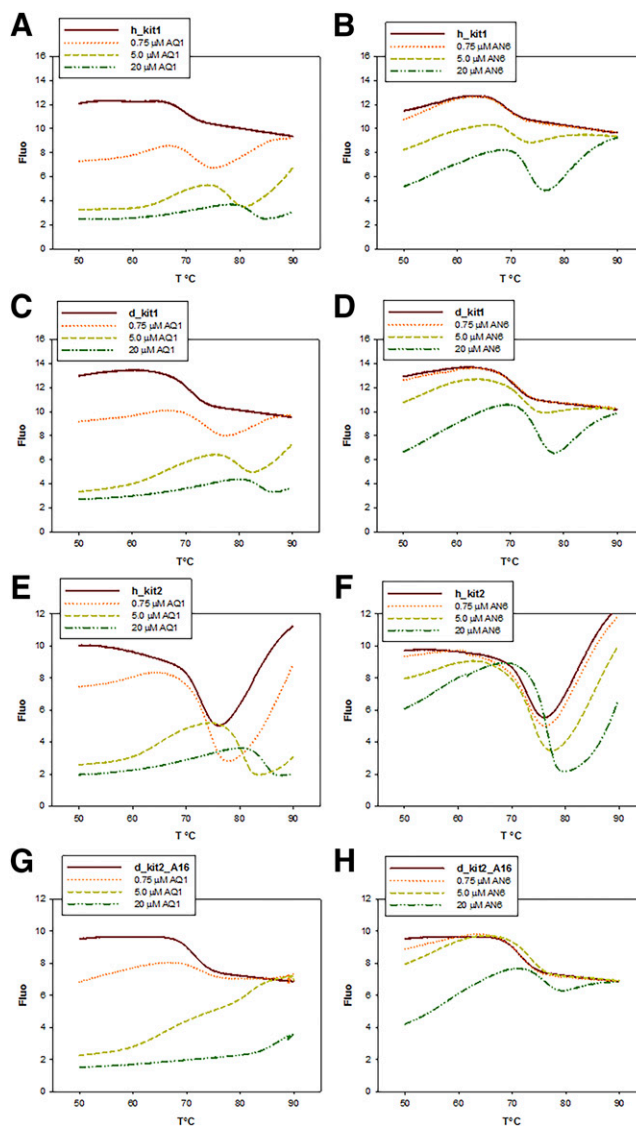 A
h_kit1
0.75 µM AQ1
5.0 µM AQ1
20 µM AQ1
16
14
12
10
8
6
4
2
0
Fluo
50 60 70 80 90
T ºC
B
h_kit1
0.75 µM AN6
5.0 µM AN6
20 µM AN6
16
14
12
10
8
6
4
2
0
Fluo
50 60 70 80 90
T ºC
C
d_kit1
0.75 µM AQ1
5.0 µM AQ1
20 µM AQ1
16
14
12
10
8
6
4
2
0
Fluo
50 60 70 80 90
TºC
D
d_kit1
0.75 µM AN6
5.0 µM AN6
20 µM AN6
16
14
12
10
8
6
4
2
0
Fluo
50 60 70 80 90
TºC
E
h_kit2
0.75 µM AQ1
5.0 µM AQ1
20 µM AQ1
12
10
8
6
4
2
0
Fluo
50 60 70 80 90
T ºC
F
h_kit2
0.75 µM AN6
5.0 µM AN6
20 µM AN6
12
10
8
6
4
2
0
Fluo
50 60 70 80 90
T ºC
G
d_kit2_A16
0.75 µM AQ1
5.0 µM AQ1
20 µM AQ1
12
10
8
6
4
2
0
Fluo
50 60 70 80 90
TºC
H
d_kit2_A16
0.75 µM AN6
5.0 µM AN6
20 µM AN6
12
10
8
6
4
2
0
Fluo
50 60 70 80 90
TºC